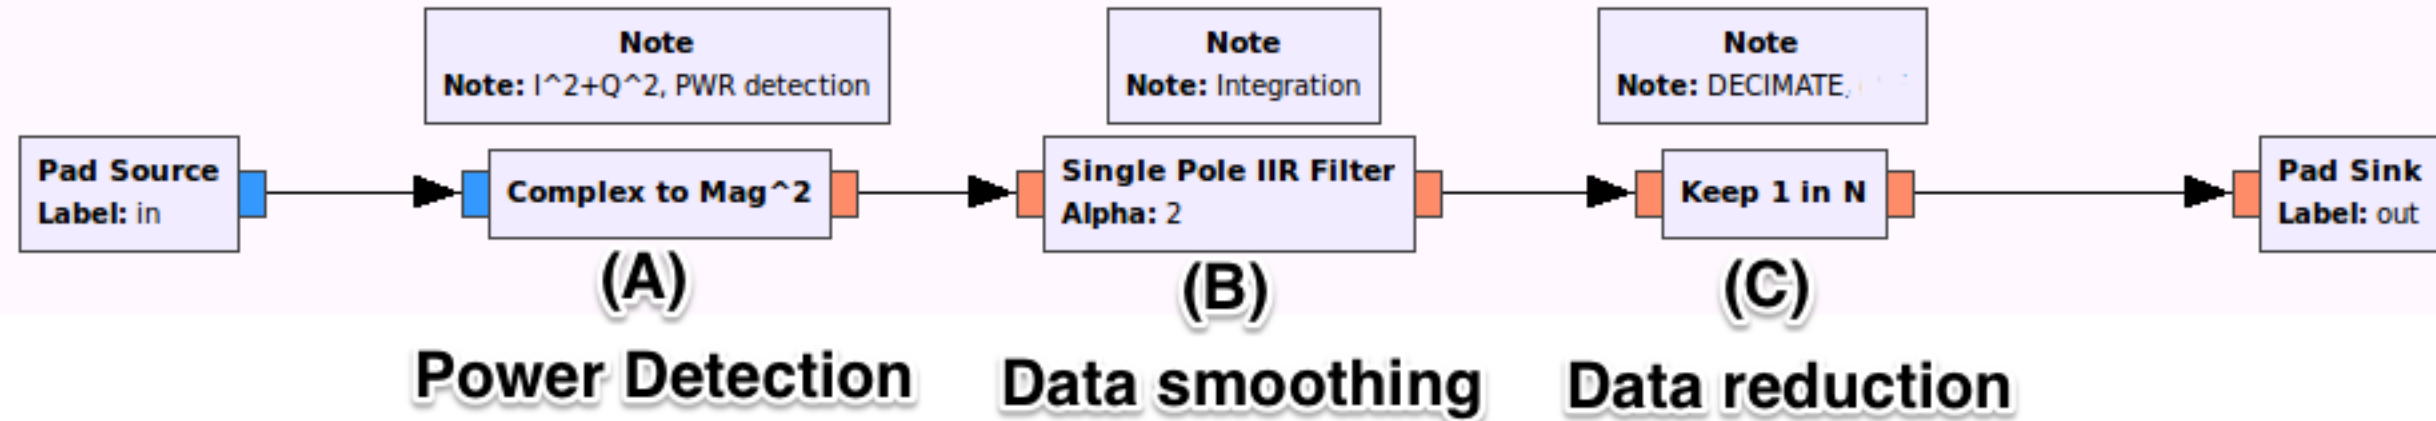 Note
Note: I^2+Q^2, PWR detection
Note
Note: Integration
Note
Note: DECIMATE,
Pad Source
Label: in
Complex to Mag^2
Single Pole IIR Filter
Alpha: 2
Keep 1 in N
Pad Sink
Label: out
(A)
(B)
(C)
Power Detection
Data smoothing
Data reduction